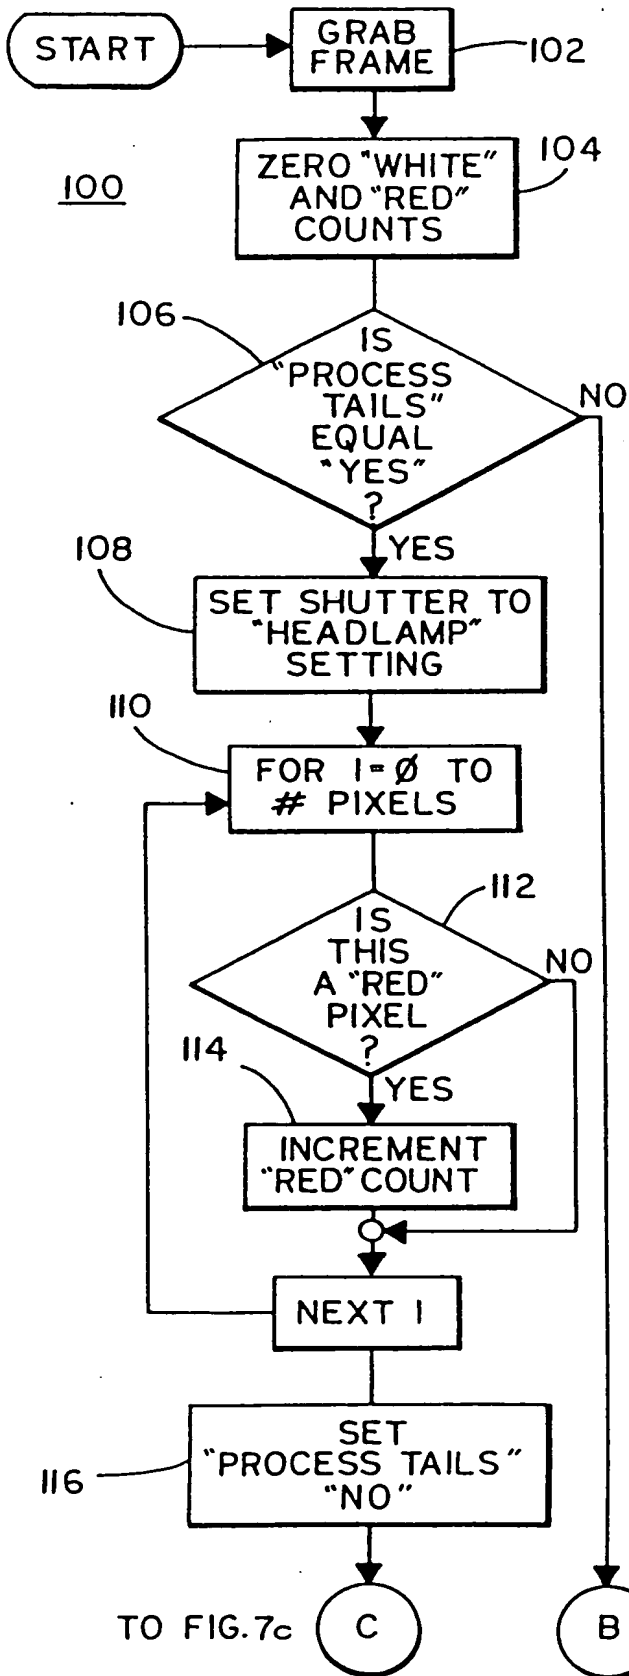 START
GRAB
FRAME
102
100
ZERO "WHITE"
AND "RED"
COUNTS
104
106
IS
"PROCESS
TAILS"
EQUAL
"YES"
?
NO
YES
108
SET SHUTTER TO
"HEADLAMP"
SETTING
110
FOR I=Ø TO
# PIXELS
112
IS
THIS
A "RED"
PIXEL
?
NO
114
YES
INCREMENT
"RED" COUNT
NEXT I
116
SET
"PROCESS TAILS"
"NO"
TO FIG. 7c
C
B